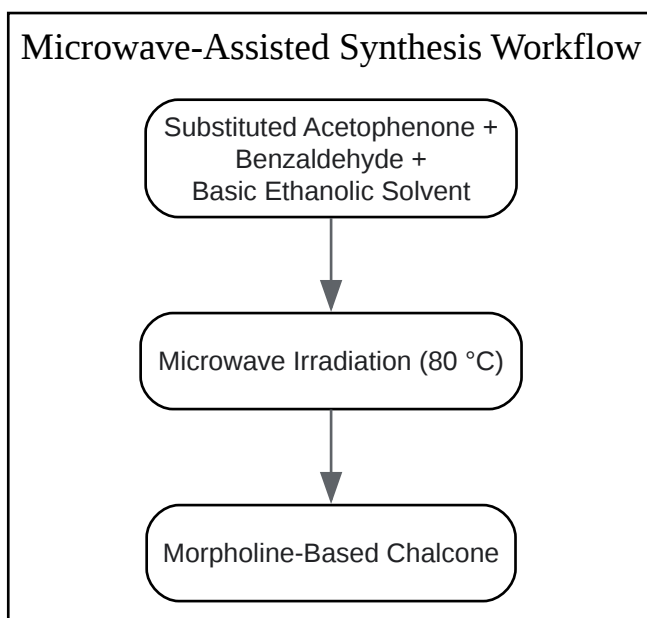 Microwave-Assisted Synthesis Workflow
Substituted Acetophenone +
Benzaldehyde +
Basic Ethanolic Solvent
Microwave Irradiation (80 °C)
Morpholine-Based Chalcone